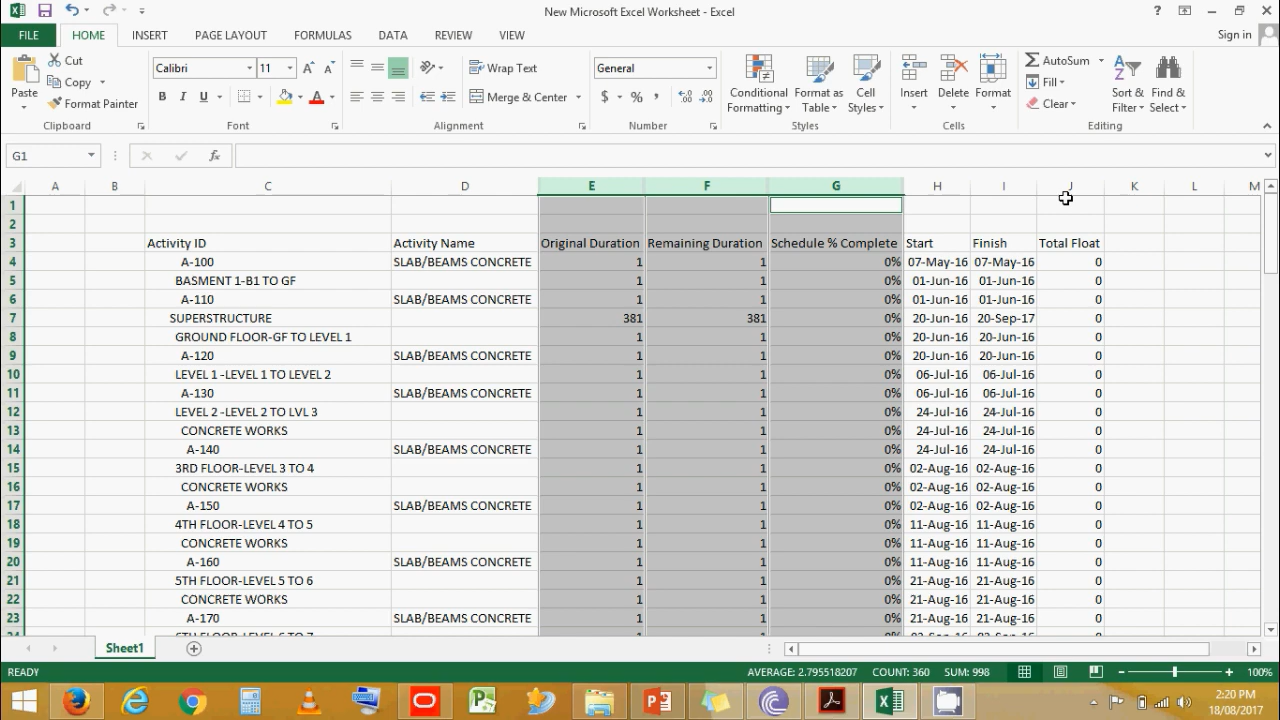 New Microsoft Excel Worksheet - Excel
FILE HOME INSERT PAGE LAYOUT FORMULAS DATA REVIEW VIEW Sign in
Paste Cut Copy Format Painter Clipboard
Calibri 11 B I U A Font
Wrap Text Merge & Center Alignment
General $ % , Number
Conditional Formatting Format as Table Cell Styles Styles
Insert Delete Format Cells
AutoSum Fill Clear Sort & Filter Find & Select Editing
G1 fx
A B C D E F G H I J K L M
1
2
3 Activity ID Activity Name Original Duration Remaining Duration Schedule % Complete Start Finish Total Float
4 A-100 SLAB/BEAMS CONCRETE 1 1 0% 07-May-16 07-May-16 0
5 BASMENT 1-B1 TO GF 1 1 0% 01-Jun-16 01-Jun-16 0
6 A-110 SLAB/BEAMS CONCRETE 1 1 0% 01-Jun-16 01-Jun-16 0
7 SUPERSTRUCTURE 381 381 0% 20-Jun-16 20-Sep-17 0
8 GROUND FLOOR-GF TO LEVEL 1 1 1 0% 20-Jun-16 20-Jun-16 0
9 A-120 SLAB/BEAMS CONCRETE 1 1 0% 20-Jun-16 20-Jun-16 0
10 LEVEL 1 -LEVEL 1 TO LEVEL 2 1 1 0% 06-Jul-16 06-Jul-16 0
11 A-130 SLAB/BEAMS CONCRETE 1 1 0% 06-Jul-16 06-Jul-16 0
12 LEVEL 2 -LEVEL 2 TO LVL 3 1 1 0% 24-Jul-16 24-Jul-16 0
13 CONCRETE WORKS 1 1 0% 24-Jul-16 24-Jul-16 0
14 A-140 SLAB/BEAMS CONCRETE 1 1 0% 24-Jul-16 24-Jul-16 0
15 3RD FLOOR-LEVEL 3 TO 4 1 1 0% 02-Aug-16 02-Aug-16 0
16 CONCRETE WORKS 1 1 0% 02-Aug-16 02-Aug-16 0
17 A-150 SLAB/BEAMS CONCRETE 1 1 0% 02-Aug-16 02-Aug-16 0
18 4TH FLOOR-LEVEL 4 TO 5 1 1 0% 11-Aug-16 11-Aug-16 0
19 CONCRETE WORKS 1 1 0% 11-Aug-16 11-Aug-16 0
20 A-160 SLAB/BEAMS CONCRETE 1 1 0% 11-Aug-16 11-Aug-16 0
21 5TH FLOOR-LEVEL 5 TO 6 1 1 0% 21-Aug-16 21-Aug-16 0
22 CONCRETE WORKS 1 1 0% 21-Aug-16 21-Aug-16 0
23 A-170 SLAB/BEAMS CONCRETE 1 1 0% 21-Aug-16 21-Aug-16 0
Sheet1
READY AVERAGE: 2.795518207 COUNT: 360 SUM: 998 100%
2:20 PM
18/08/2017